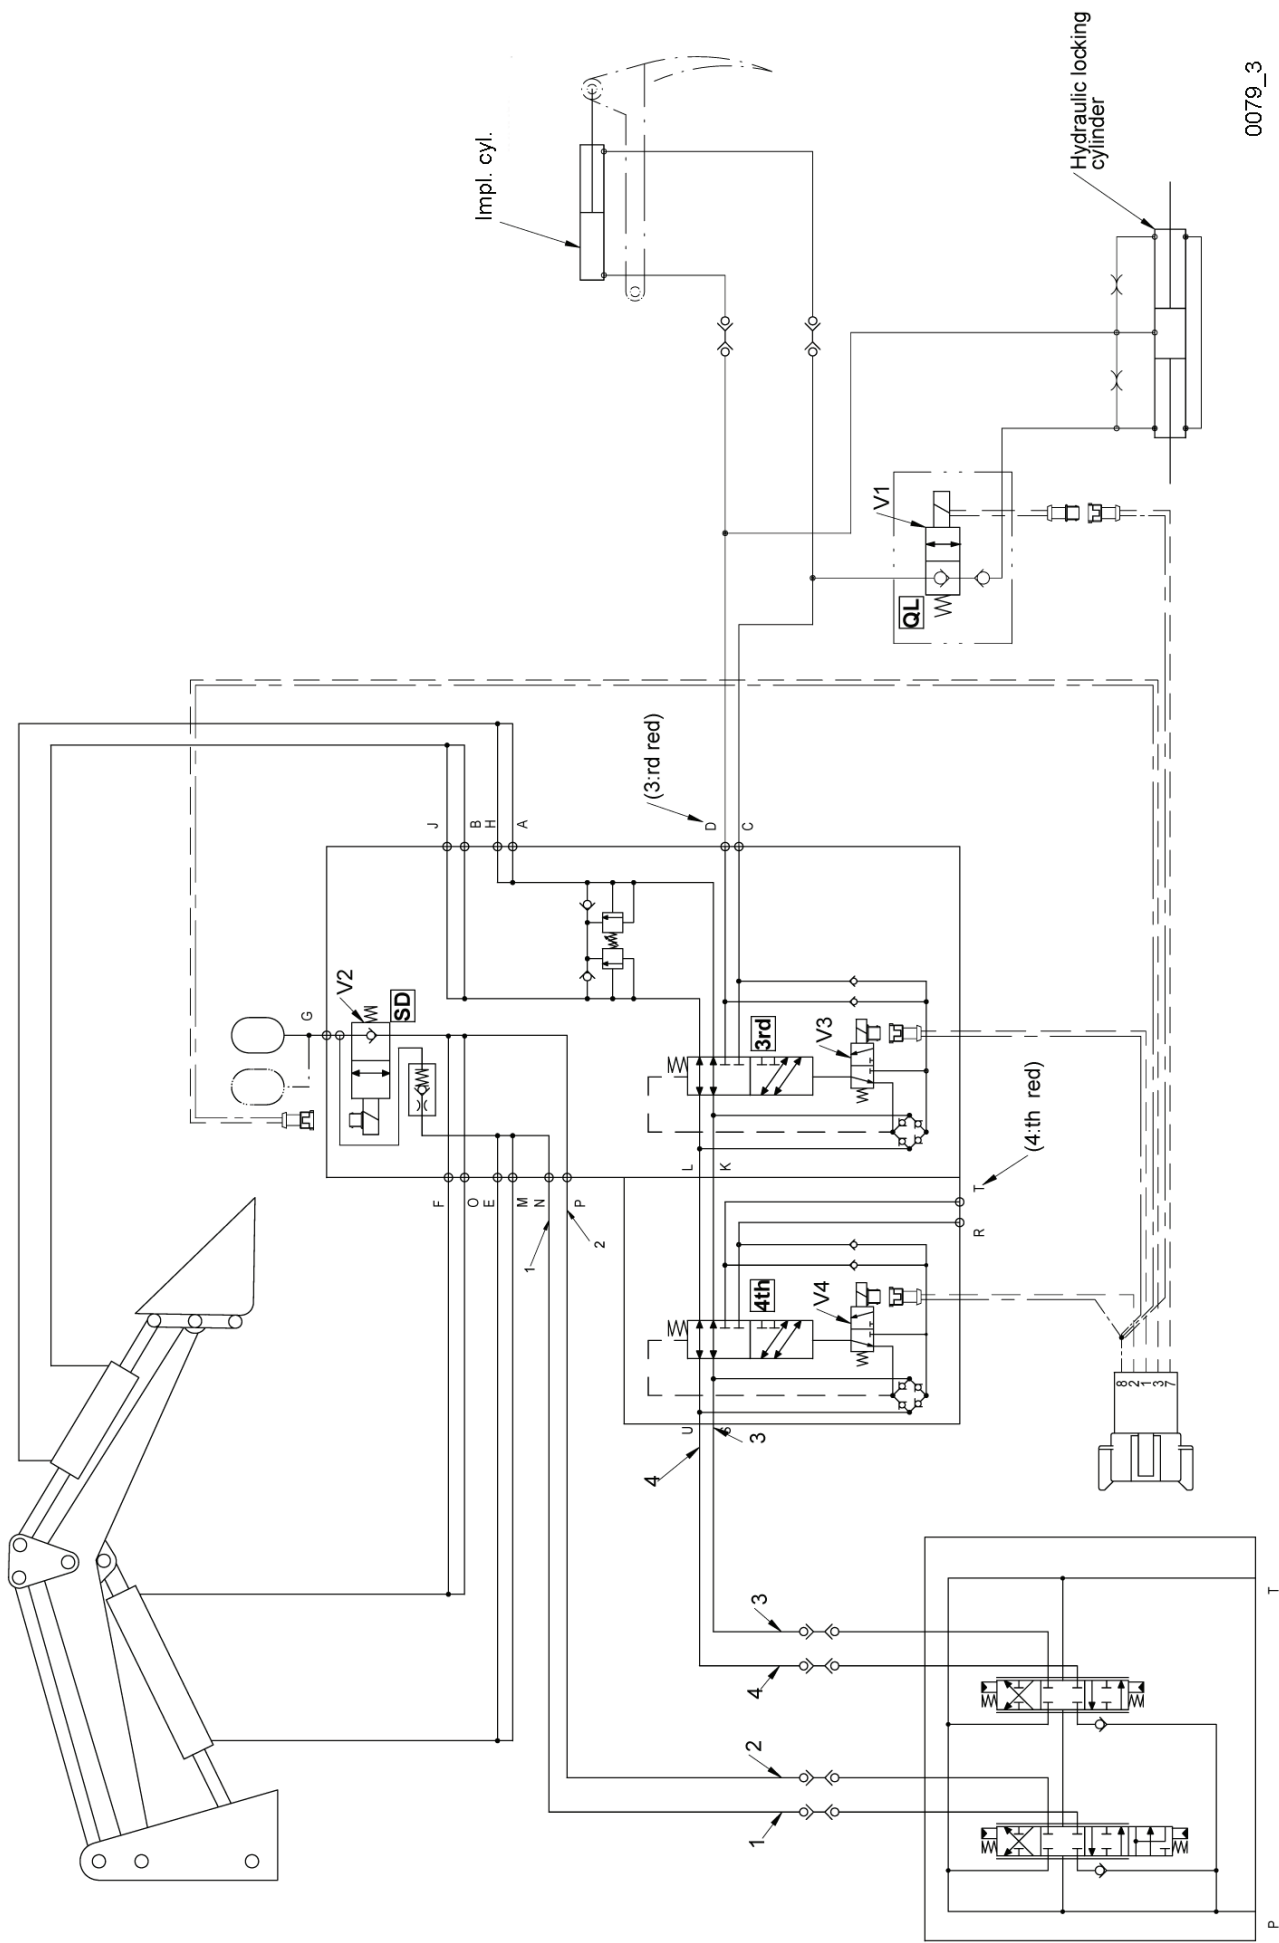 Impl. cyl.
Hydraulic locking
cylinder
0079_3
V1
QL
(3:rd red)
J
B
H
A
D
C
G
V2
SD
3rd
V3
L
K
F
O
E
M
N
P
1
2
T
R
(4:th red)
4th
V4
U
3
4
8
2
1
3
7
3
4
2
1
T
P